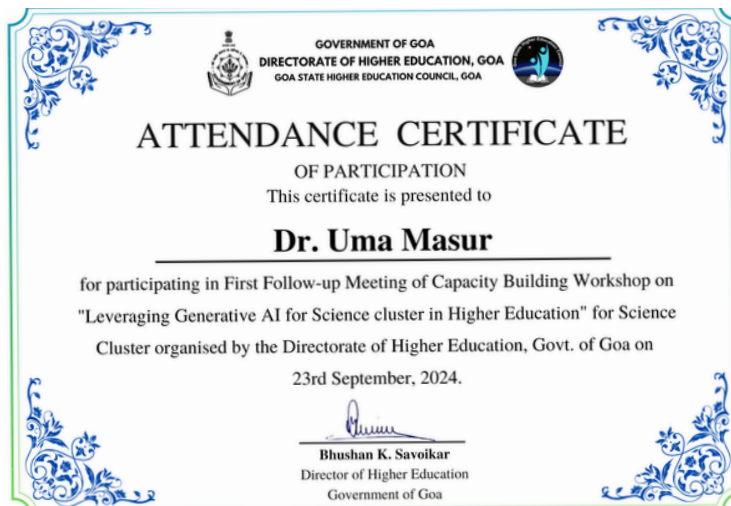 GOVERNMENT OF GOA
DIRECTORATE OF HIGHER EDUCATION, GOA
GOA STATE HIGHER EDUCATION COUNCIL, GOA
ATTENDANCE CERTIFICATE
OF PARTICIPATION
This certificate is presented to
Dr. Uma Masur
for participating in First Follow-up Meeting of Capacity Building Workshop on
"Leveraging Generative AI for Science cluster in Higher Education" for Science
Cluster organised by the Directorate of Higher Education, Govt. of Goa on
23rd September, 2024.
Bhushan K. Savoikar
Director of Higher Education
Government of Goa